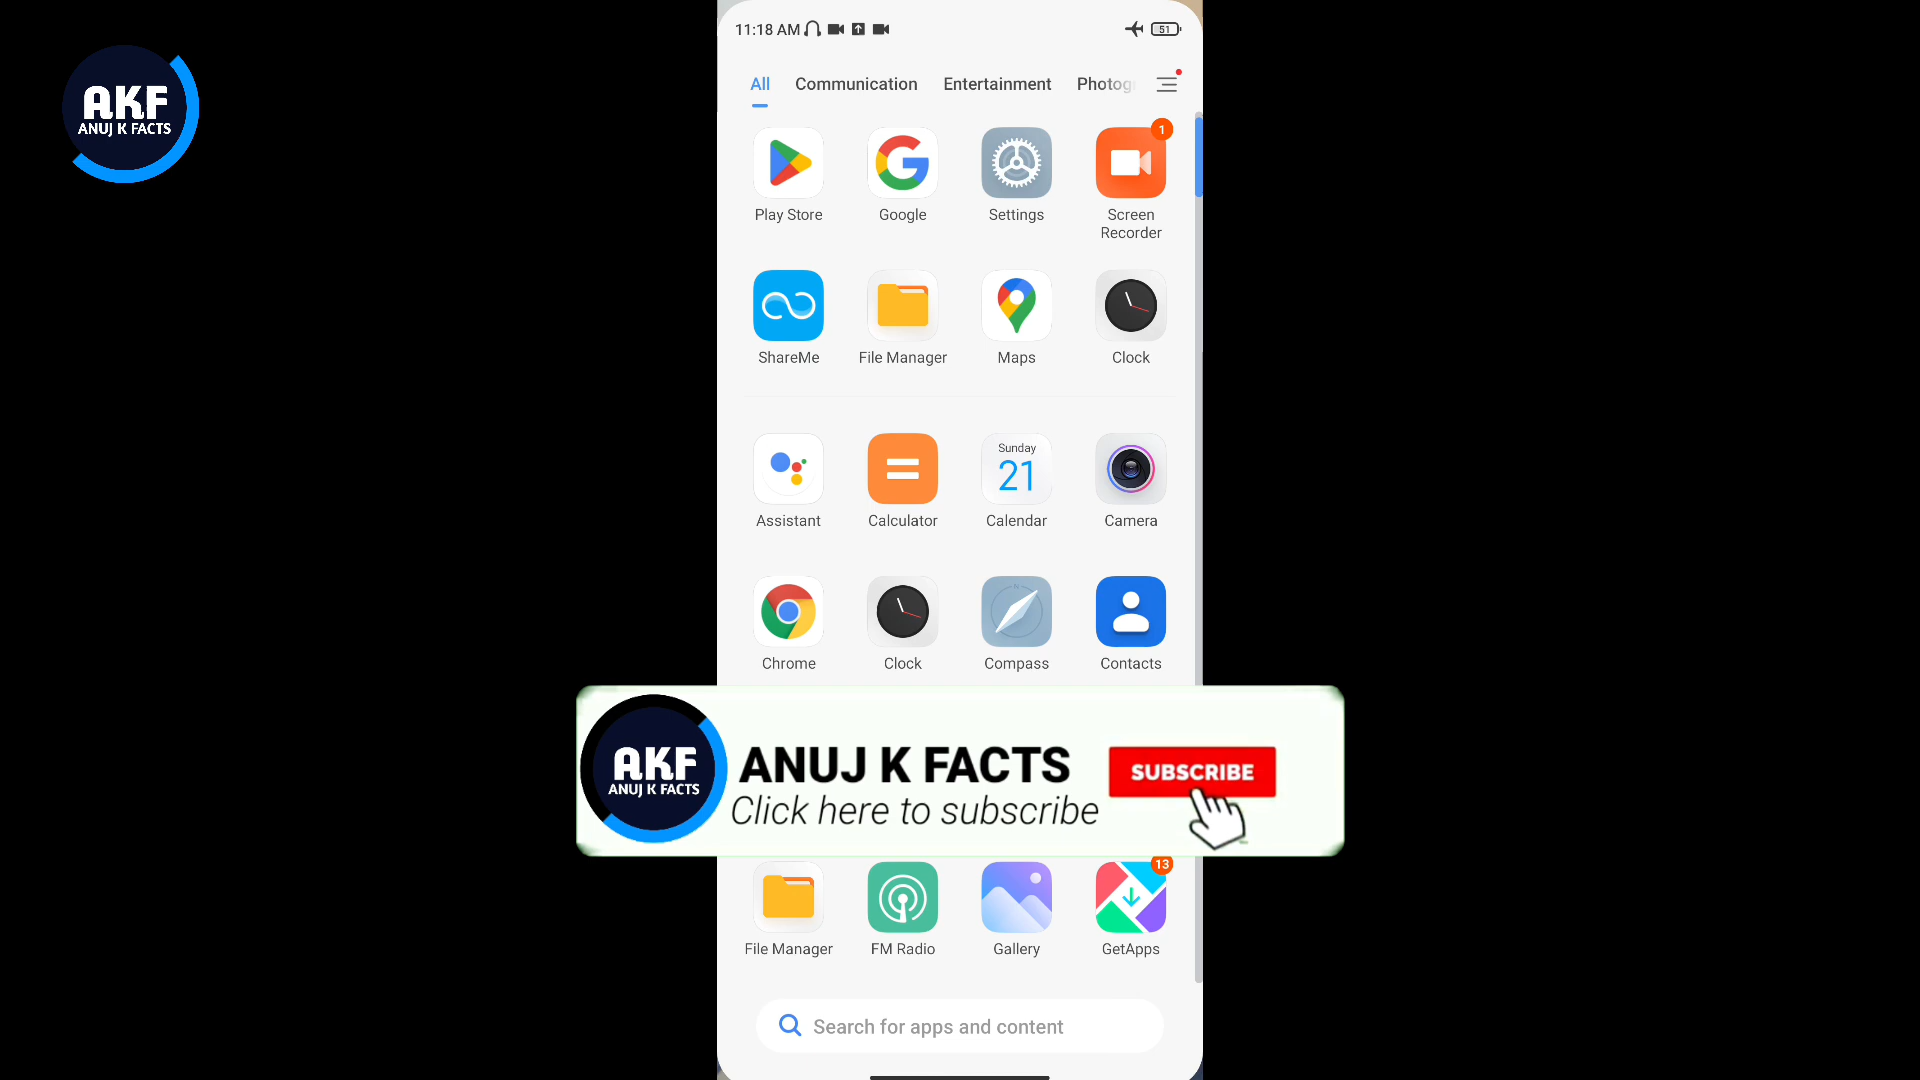 11:18 AM
51
AKF
ANUJ K FACTS
All Communication Entertainment Photog
1
Play Store Google Settings Screen Recorder
ShareMe File Manager Maps Clock
Sunday
21
Assistant Calculator Calendar Camera
Chrome Clock Compass Contacts
AKF
ANUJ K FACTS
ANUJ K FACTS
Click here to subscribe
SUBSCRIBE
13
File Manager FM Radio Gallery GetApps
Search for apps and content